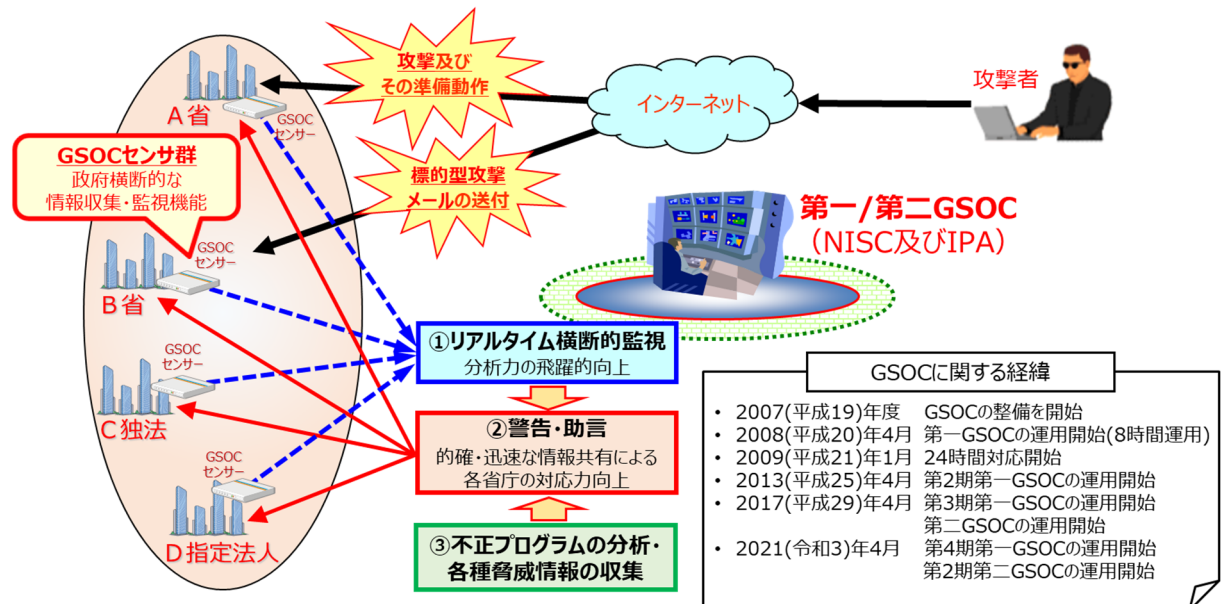 攻撃及び
その準備動作
インターネット
攻撃者
A省
GSOC
センサー
GSOCセンサ群
政府横断的な
情報収集・監視機能
標的型攻撃
メールの送付
第一/第二GSOC
（NISC及びIPA）
GSOC
センサー
B省
GSOC
センサー
C独法
GSOC
センサー
D指定法人
①リアルタイム横断的監視
分析力の飛躍的向上
②警告・助言
的確・迅速な情報共有による
各省庁の対応力向上
③不正プログラムの分析・
各種脅威情報の収集
GSOCに関する経緯
• 2007(平成19)年度 GSOCの整備を開始
• 2008(平成20)年4月 第一GSOCの運用開始(8時間運用)
• 2009(平成21)年1月 24時間対応開始
• 2013(平成25)年4月 第2期第一GSOCの運用開始
• 2017(平成29)年4月 第3期第一GSOCの運用開始
第二GSOCの運用開始
• 2021(令和3)年4月 第4期第一GSOCの運用開始
第2期第二GSOCの運用開始